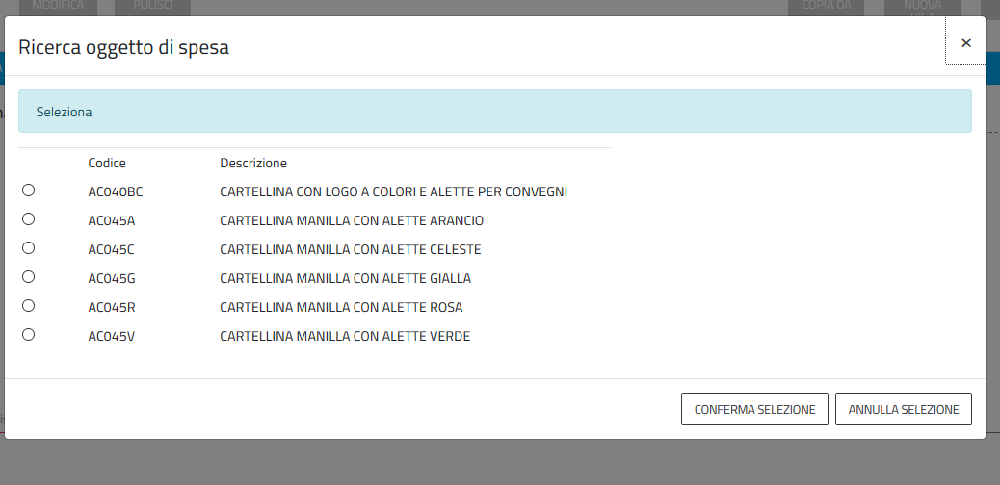 MODIFICA PULISCI COPIA DA NUOVA
RIGA
Ricerca oggetto di spesa ×
Seleziona
Codice Descrizione
AC040BC CARTELLINA CON LOGO A COLORI E ALETTE PER CONVEGNI
AC045A CARTELLINA MANILLA CON ALETTE ARANCIO
AC045C CARTELLINA MANILLA CON ALETTE CELESTE
AC045G CARTELLINA MANILLA CON ALETTE GIALLA
AC045R CARTELLINA MANILLA CON ALETTE ROSA
AC045V CARTELLINA MANILLA CON ALETTE VERDE
CONFERMA SELEZIONE ANNULLA SELEZIONE